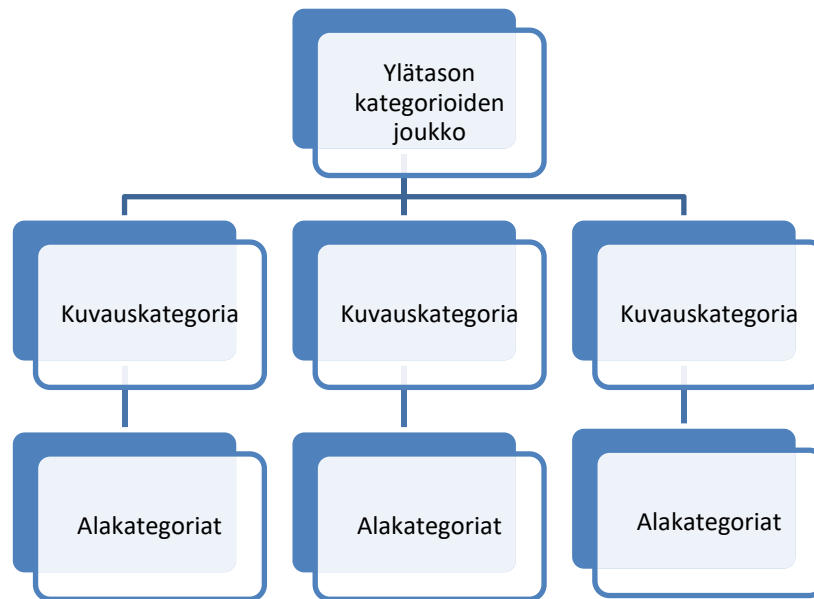 Ylätason
kategorioiden
joukko
Kuvauskategoria
Kuvauskategoria
Kuvauskategoria
Alakategoriat
Alakategoriat
Alakategoriat